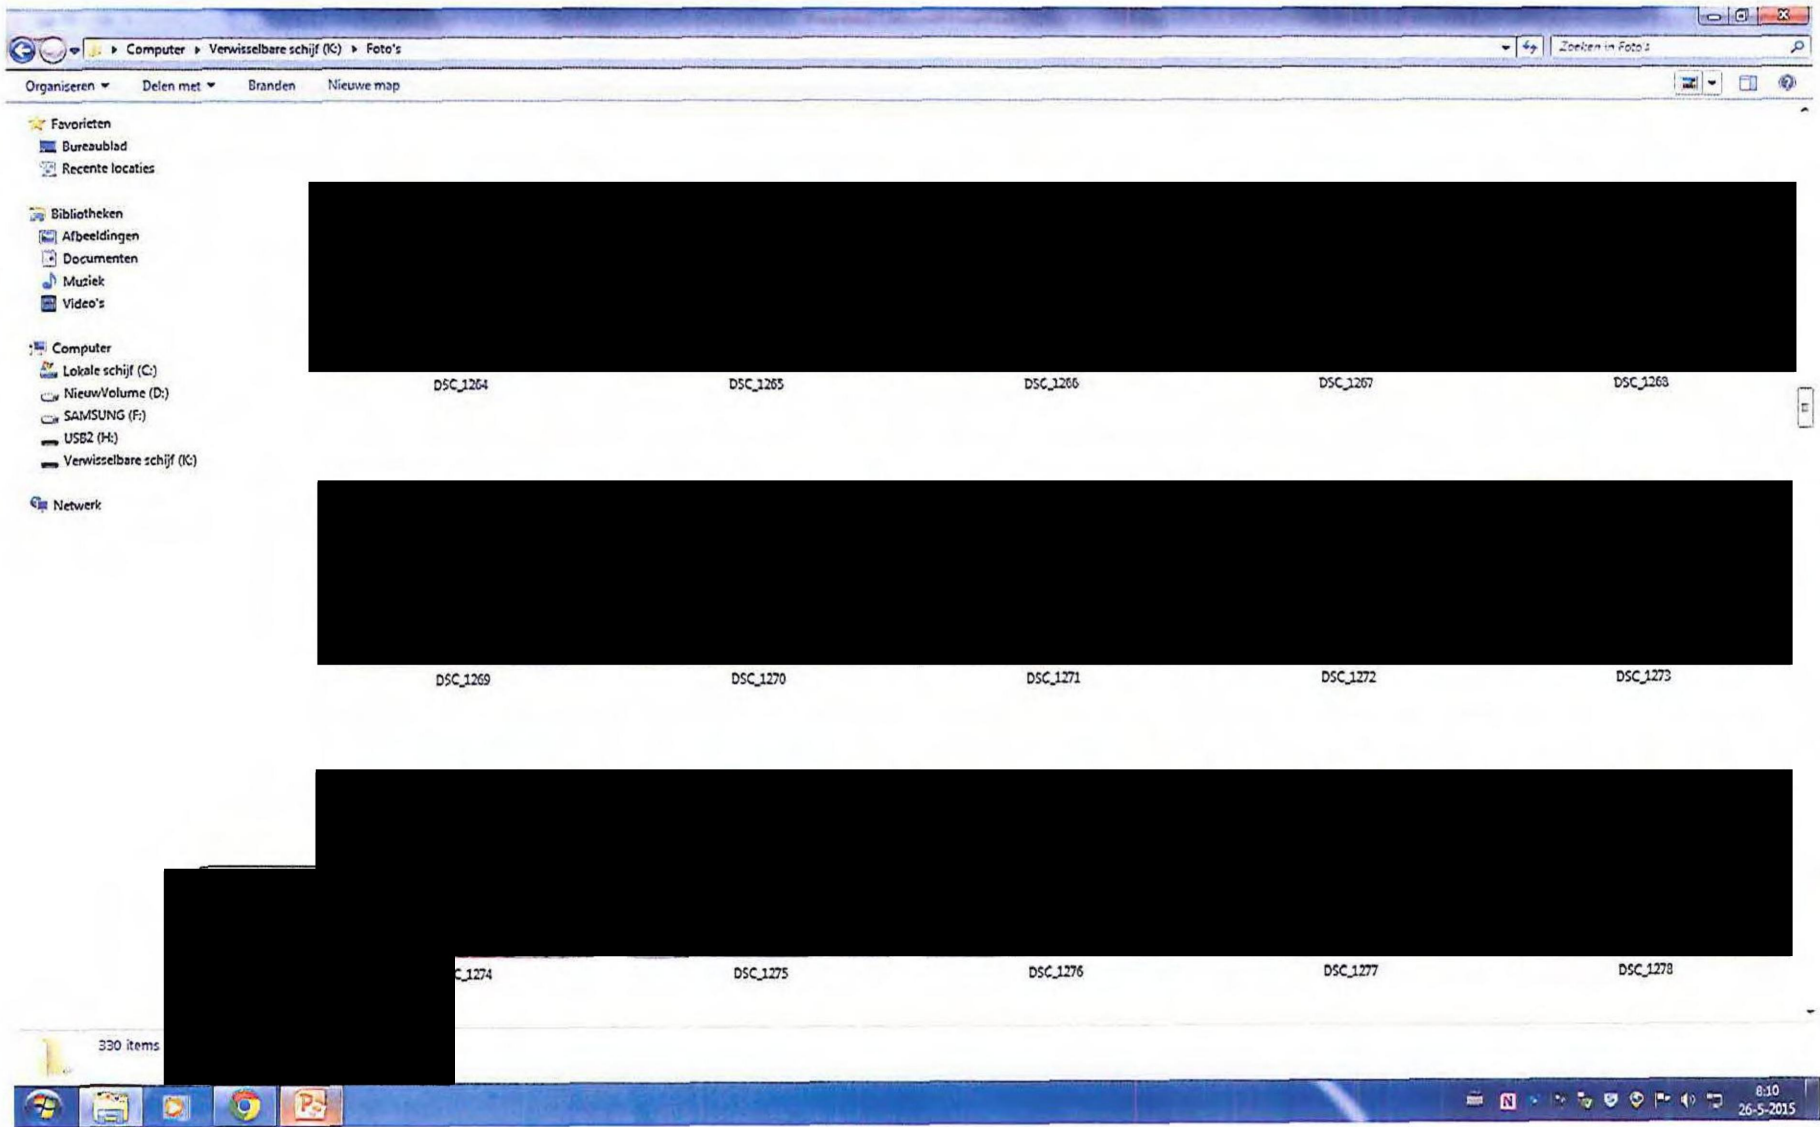 Computer ▸ Verwisselbare schijf (K:) ▸ Foto's
Zoeken in Foto's
Organiseren Delen met Branden Nieuwe map
Favorieten
Bureaublad
Recente locaties
Bibliotheken
Afbeeldingen
Documenten
Muziek
Video's
Computer
Lokale schijf (C:)
NieuwVolume (D:)
SAMSUNG (F:)
USB2 (H:)
Verwisselbare schijf (K:)
Netwerk
DSC_1264 DSC_1265 DSC_1266 DSC_1267 DSC_1268
DSC_1269 DSC_1270 DSC_1271 DSC_1272 DSC_1273
C_1274 DSC_1275 DSC_1276 DSC_1277 DSC_1278
330 items
8:10
26-5-2015